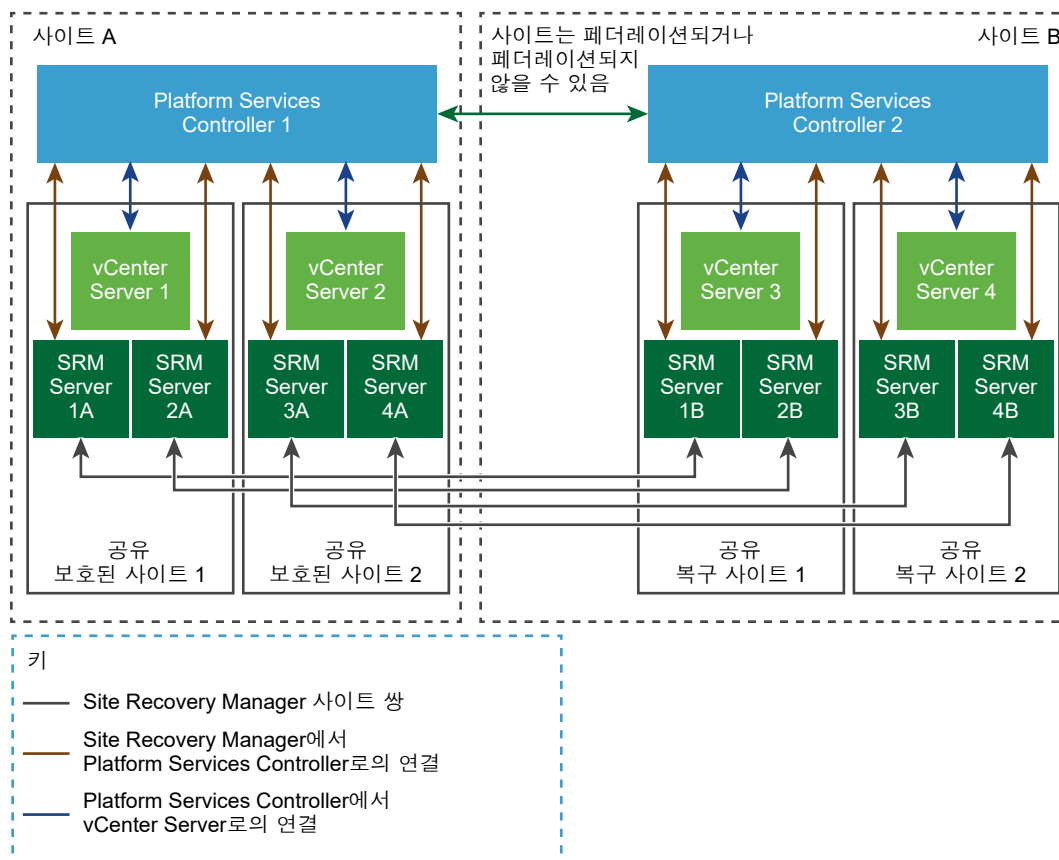 사이트 A
Platform Services
Controller 1
vCenter
Server 1
vCenter
Server 2
SRM
Server
1A
SRM
Server
2A
SRM
Server
3A
SRM
Server
4A
공유
보호된 사이트 1
공유
보호된 사이트 2
사이트는 페더레이션되거나
페더레이션되지
않을 수 있음
사이트 B
Platform Services
Controller 2
vCenter
Server 3
vCenter
Server 4
SRM
Server
1B
SRM
Server
2B
SRM
Server
3B
SRM
Server
4B
공유
복구 사이트 1
공유
복구 사이트 2
키
Site Recovery Manager 사이트 쌍
Site Recovery Manager에서
Platform Services Controller로의 연결
Platform Services Controller에서
vCenter Server로의 연결